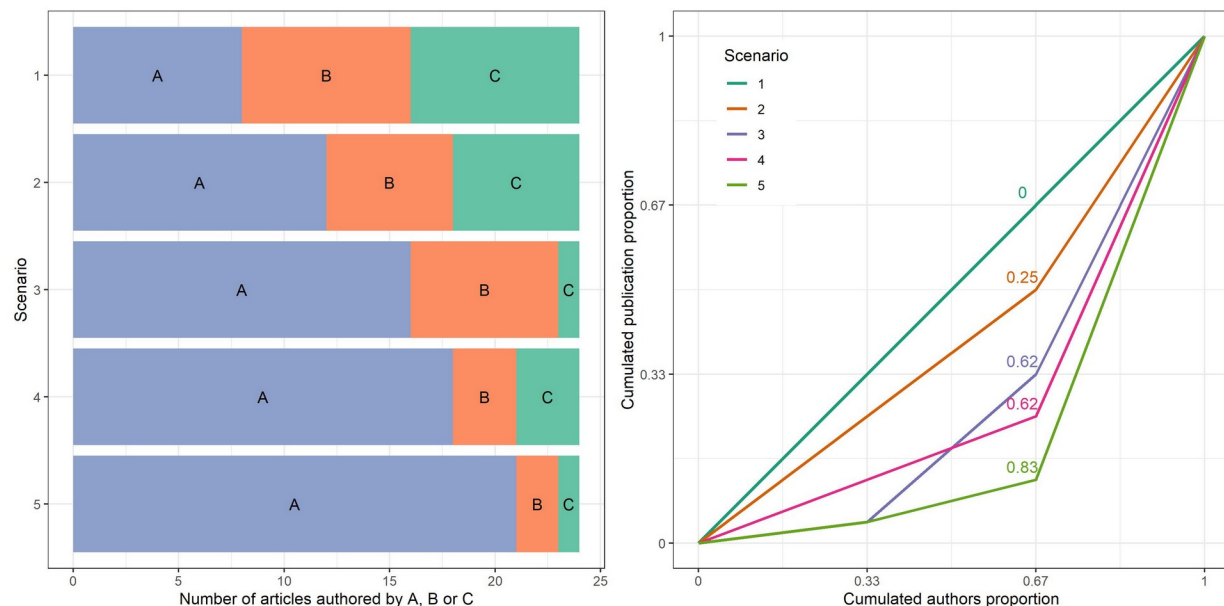 Scenario
1
A
B
C
2
A
B
C
3
A
B
C
4
A
B
C
5
A
B
C
0
5
10
15
20
25
Number of articles authored by A, B or C
Cumulated publication proportion
1
0.67
0.33
0
Scenario
1
2
3
4
5
0
0.25
0.62
0.62
0.83
0
0.33
0.67
1
Cumulated authors proportion